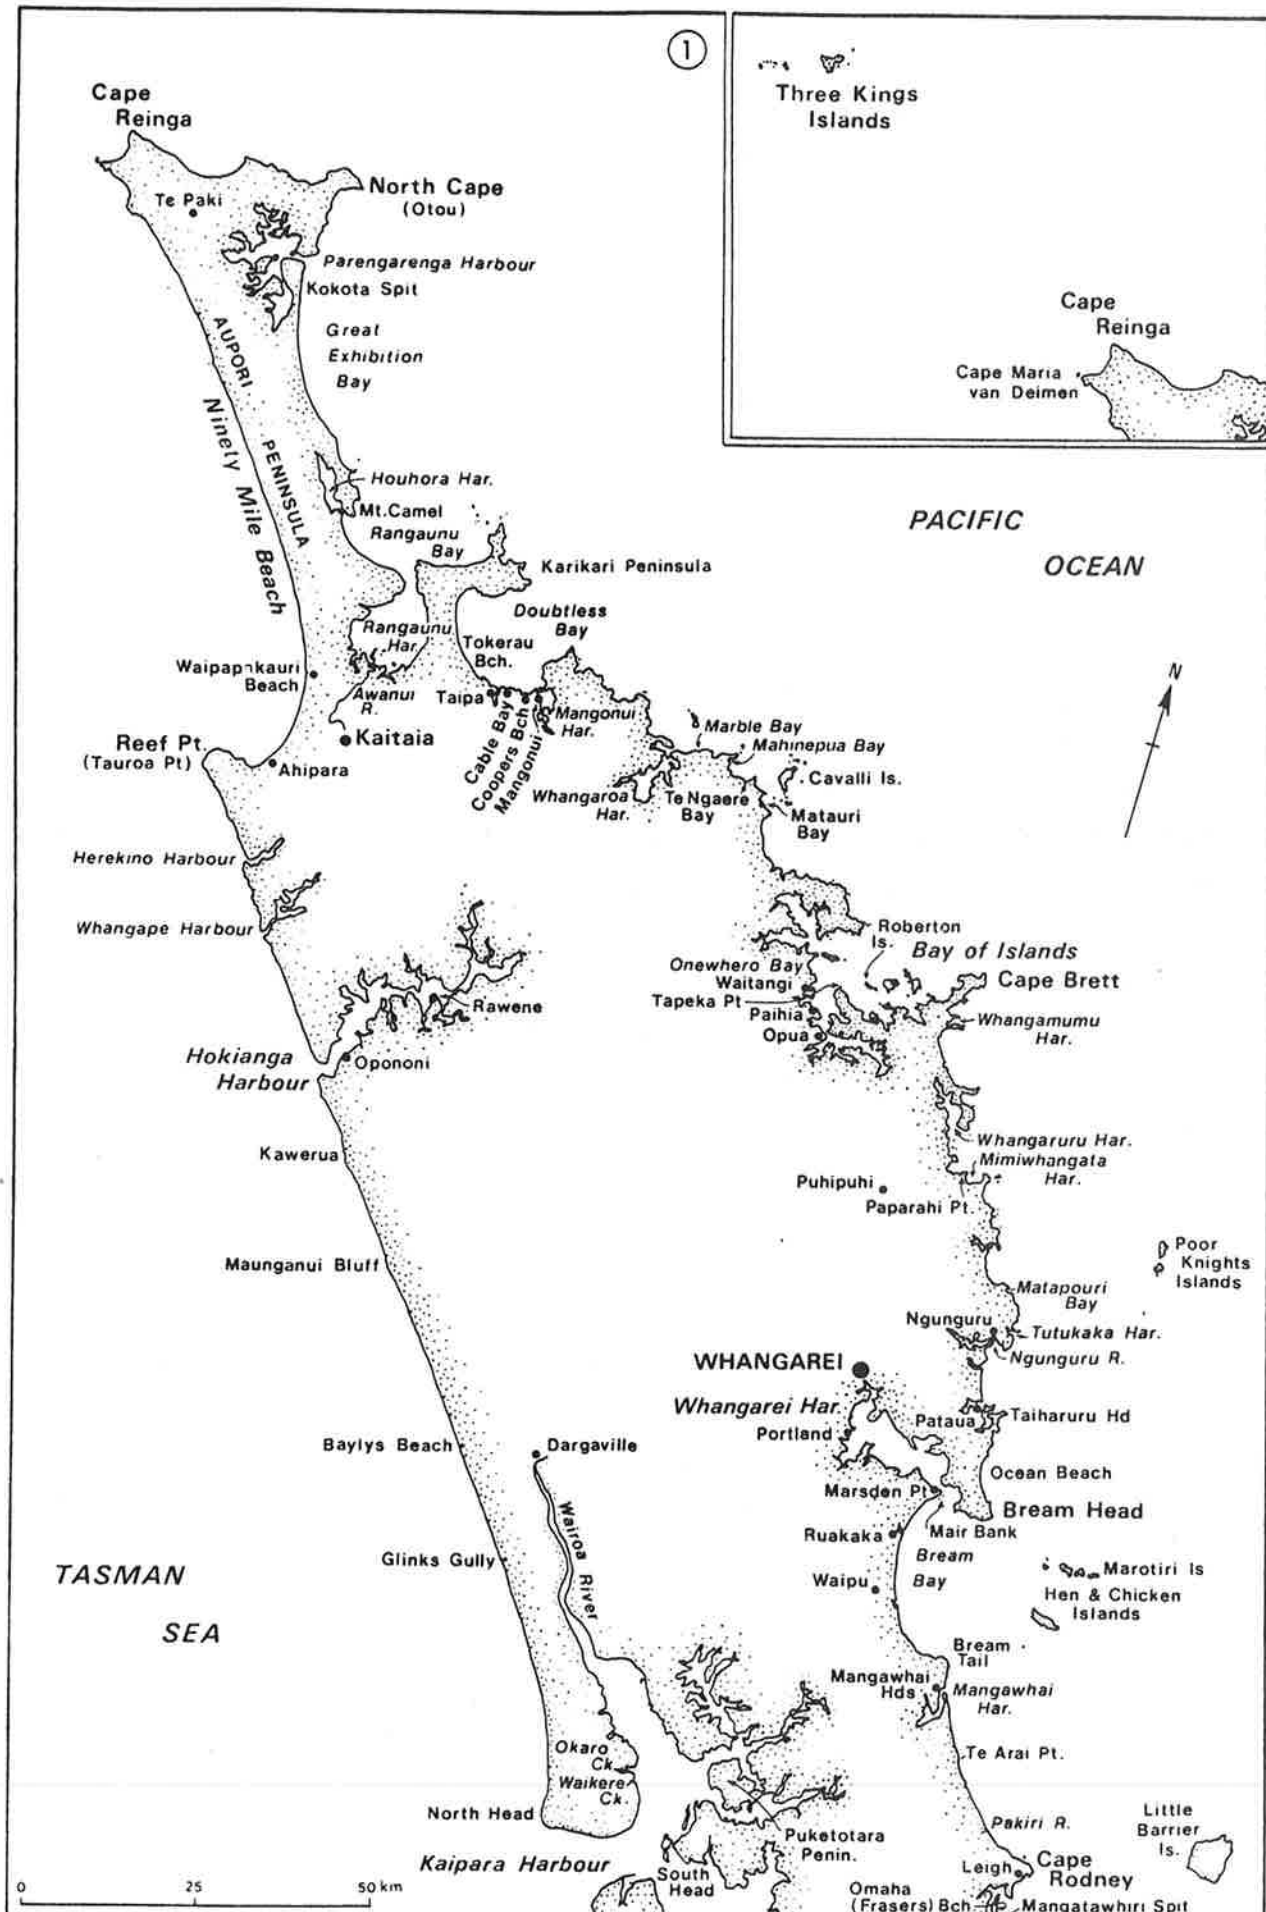 1
Cape
Reinga
Three Kings
Islands
Te Paki
North Cape
(Otou)
Parengarenga Harbour
Kokota Spit
Great
Exhibition
Bay
AUPORI
PENINSULA
Ninety Mile Beach
Cape
Reinga
Cape Maria
van Deimen
Houhora Har.
Mt.Camel
Rangaunu
Bay
Karikari Peninsula
PACIFIC
OCEAN
Doubtless
Bay
Rangaunu
Har.
Tokerau
Bch.
Beach
Awanui
R.
Taipa
Cable Bay
Coopers Bch
Mangonui
Mangonui
Har.
N
Reef Pt.
(Tauroa Pt)
Kaitaia
Ahipara
Marble Bay
Mahinepua Bay
Cavalli Is.
Whangaroa
Har.
Te Ngaere
Bay
Matauri
Bay
Herekino Harbour
Whangape Harbour
Roberton
Is.
Bay of Islands
Onewhero Bay
Waitangi
Tapeka Pt
Paihia
Opua
Cape Brett
Whangamumu
Har.
Rawene
Hokianga
Harbour
Opononi
Kawerua
Whangaruru Har.
Mimiwhangata
Har.
Puhipuhi
Paparahi Pt.
Maunganui Bluff
Poor
Knights
Islands
Matapouri
Bay
Ngunguru
Tutukaka Har.
Ngunguru R.
WHANGAREI
Whangarei Har.
Portland
Pataua
Taiharuru Hd
Baylys Beach
Dargaville
Wairoa River
Ocean Beach
Marsden Pt
Bream Head
Ruakaka
Mair Bank
Bream
Bay
Glinks Gully
TASMAN
SEA
Waipu
Marotiri Is
Hen & Chicken
Islands
Bream
Tail
Mangawhai
Hds
Mangawhai
Har.
Okaro
Ck.
Waikere
Ck.
Te Arai Pt.
North Head
Pakiri R.
Little
Barrier
Is.
Puketotara
Penin.
Kaipara Harbour
South
Head
Leigh
Cape
Rodney
Omaha
(Frasers) Bch.
Mangatawhiri Spit
0 25 50 km